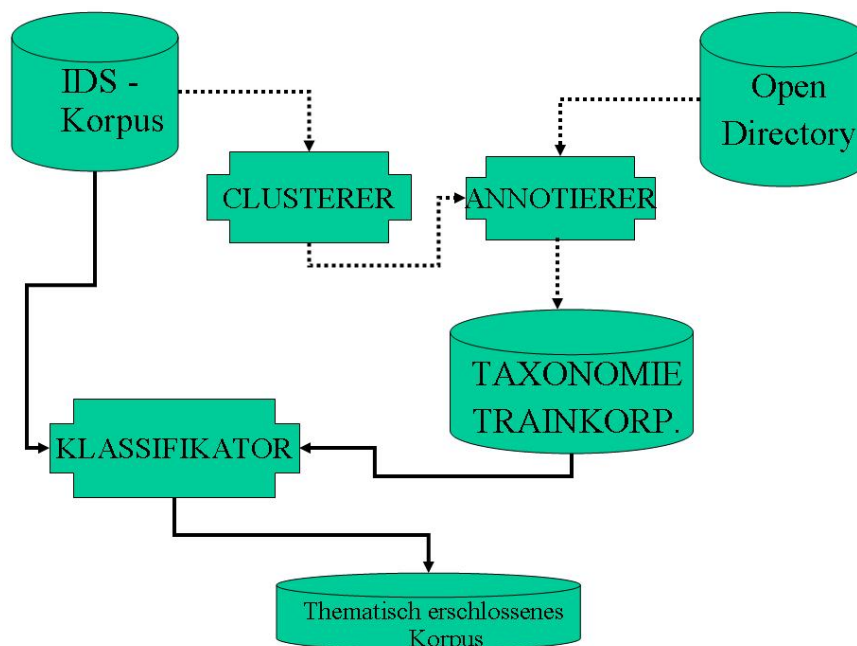 IDS -
Korpus
Open
Directory
CLUSTERER
ANNOTIERER
TAXONOMIE
TRAINKORP.
KLASSIFIKATOR
Thematisch erschlossenes
Korpus